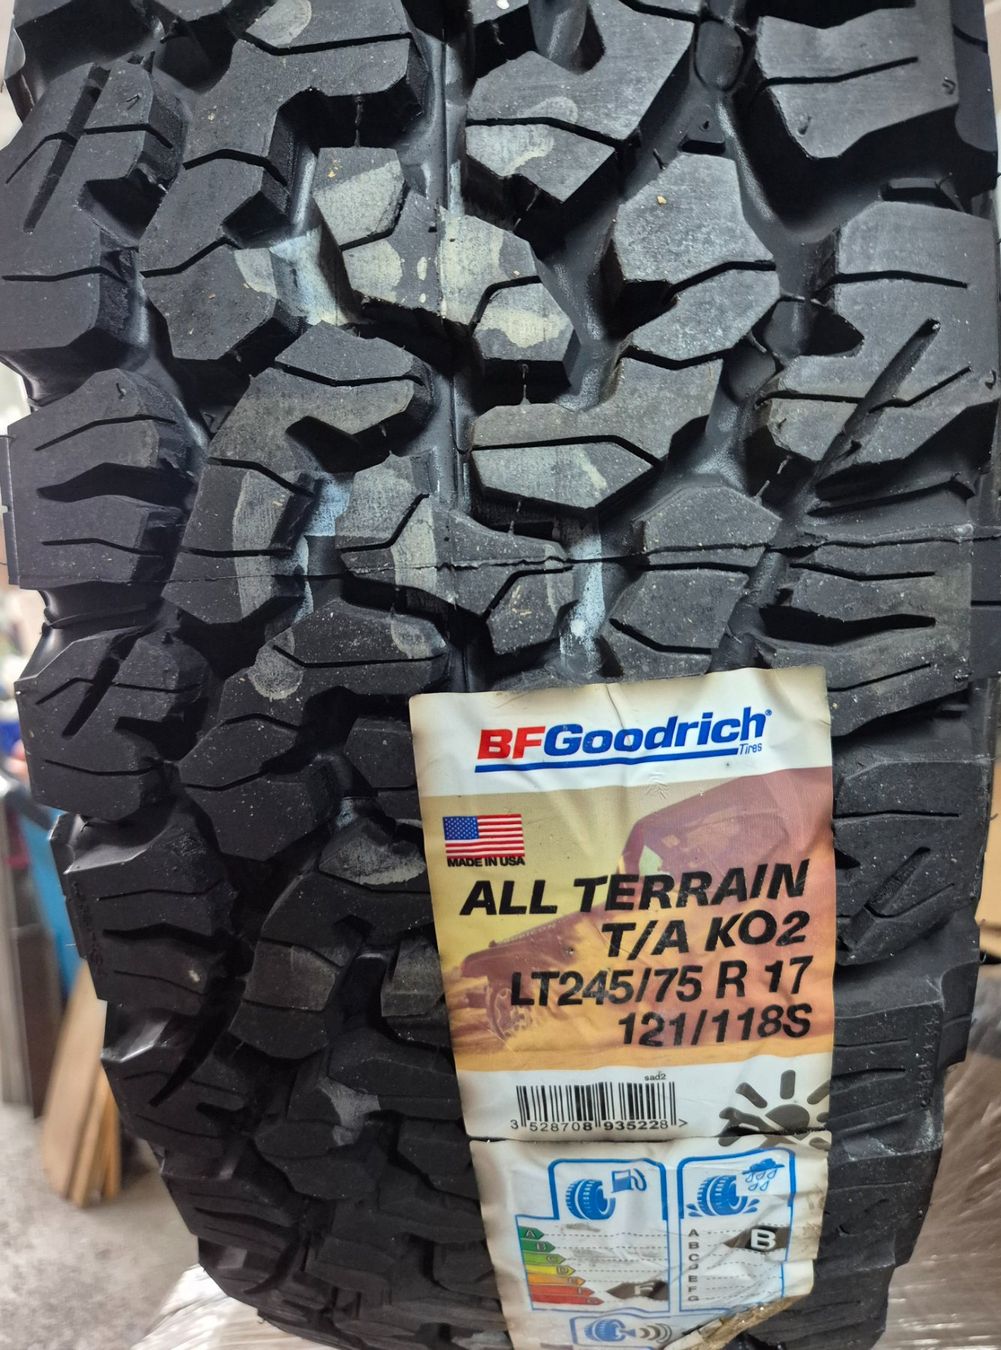 BFGoodrich®
Tires
MADE IN USA
ALL TERRAIN
T/A KO2
LT245/75 R 17
121/118S
sad2
3 528708 935228 >
A
B
C
D
E
F
G
F
A
B
C
E
F
G
B